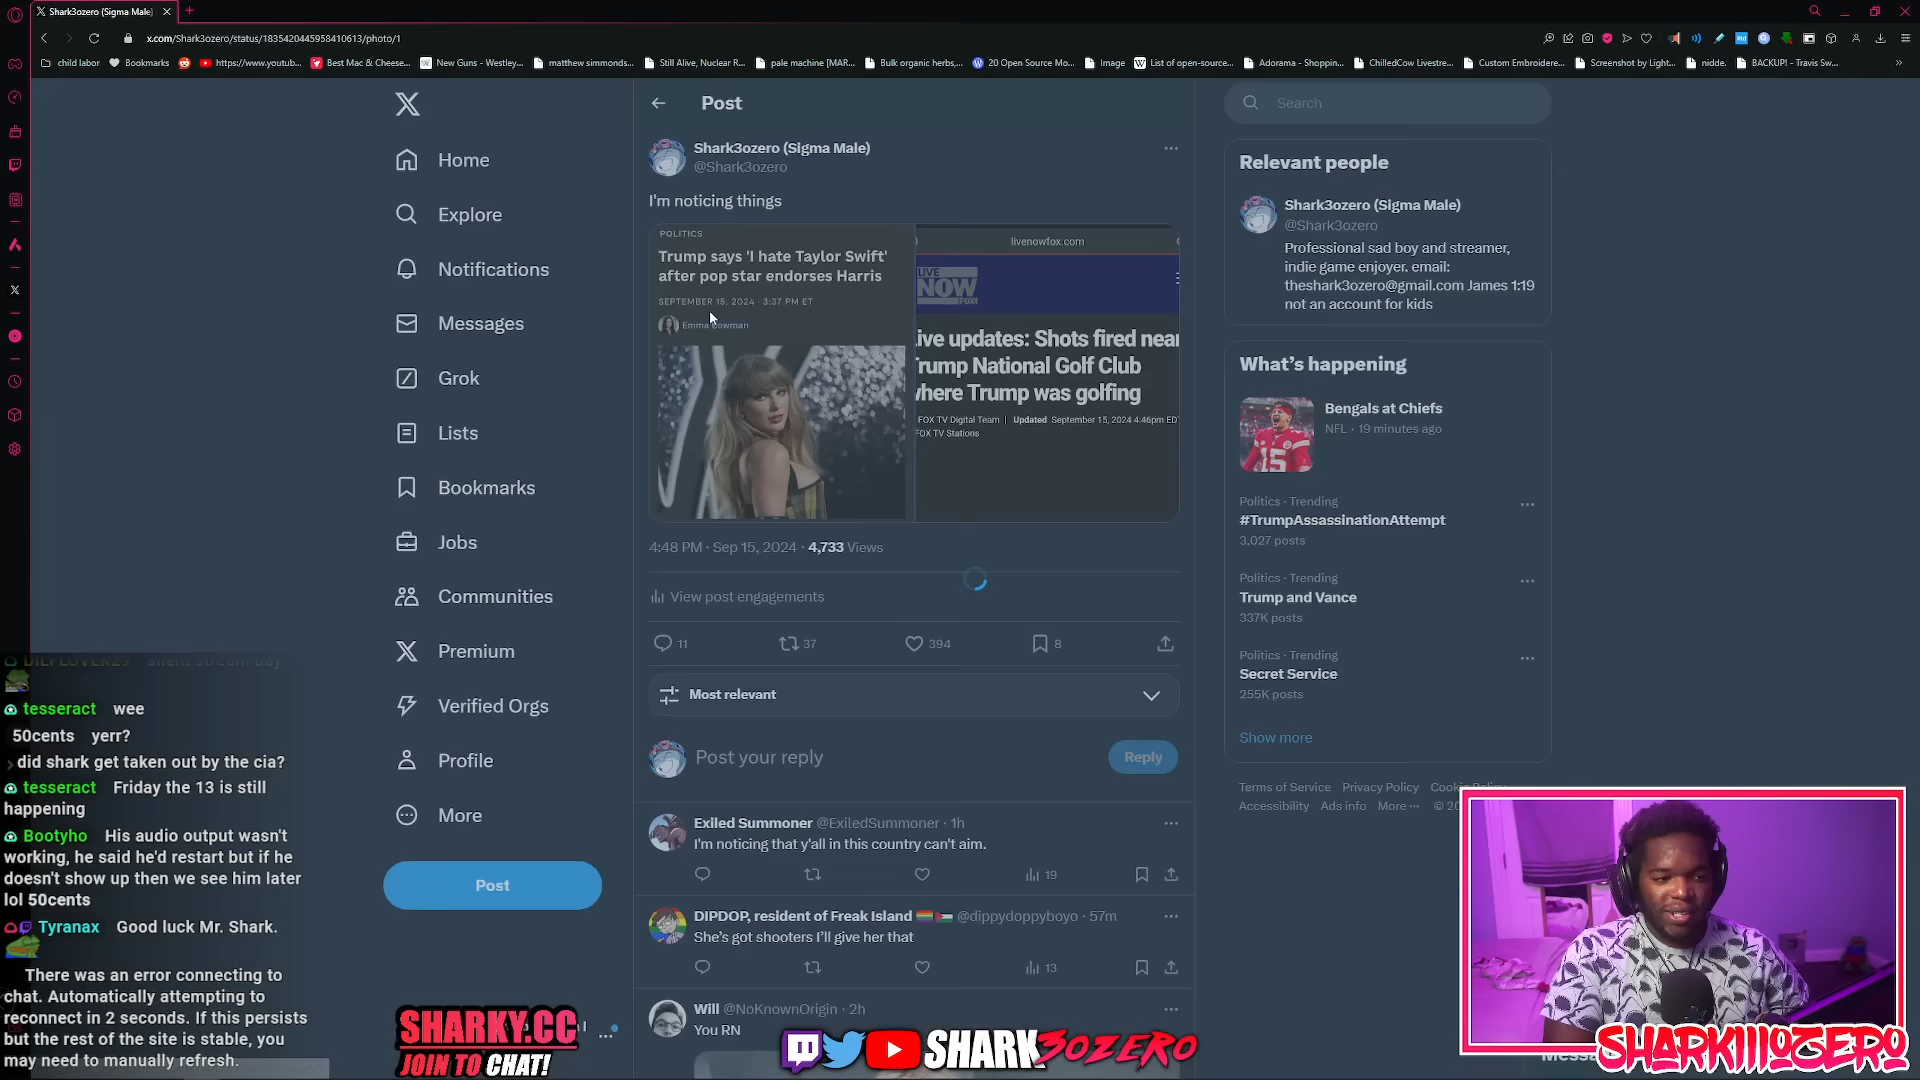 Shark3ozero (Sigma Male)
x.com/Shark3ozero/status/1835420445958410613/photo/1
child labor
Bookmarks
https://www.youtub...
Best Mac & Cheese...
New Guns - Westley...
matthew simmonds...
Still Alive, Nuclear R...
pale machine [MAR...
Bulk organic herbs,...
20 Open Source Mo...
Image
List of open-source...
Adorama - Shoppin...
ChilledCow Livestre...
Custom Embroidere...
Screenshot by Light...
nidde.
BACKUP! - Travis Sw...
Home
Explore
Notifications
Messages
Grok
Lists
Bookmarks
Jobs
Communities
Premium
Verified Orgs
Profile
More
Post
Post
Shark3ozero (Sigma Male)
@Shark3ozero
I'm noticing things
POLITICS
Trump says 'I hate Taylor Swift'
after pop star endorses Harris
SEPTEMBER 15, 2024 · 3:37 PM ET
Emma Bowman
livenowfox.com
LIVE
NOW
FOX
ive updates: Shots fired near
Trump National Golf Club
where Trump was golfing
FOX TV Digital Team | Updated September 15, 2024 4:46pm EDT
FOX TV Stations
4:48 PM · Sep 15, 2024 · 4,733 Views
View post engagements
11
37
394
8
Most relevant
Post your reply
Reply
Exiled Summoner @ExiledSummoner · 1h
I'm noticing that y'all in this country can't aim.
19
DIPDOP, resident of Freak Island @dippydoppyboyo · 57m
She's got shooters I'll give her that
13
Will @NoKnownOrigin · 2h
You RN
Search
Relevant people
Shark3ozero (Sigma Male)
@Shark3ozero
Professional sad boy and streamer,
indie game enjoyer. email:
theshark3ozero@gmail.com James 1:19
not an account for kids
What's happening
Bengals at Chiefs
NFL · 19 minutes ago
Politics · Trending
#TrumpAssassinationAttempt
3,027 posts
Politics · Trending
Trump and Vance
337K posts
Politics · Trending
Secret Service
255K posts
Show more
Terms of Service Privacy Policy Cookie Policy
Accessibility Ads info More ··· © 20
DILFLOVER29 silent stream buy
tesseract wee
50cents yerr?
did shark get taken out by the cia?
tesseract Friday the 13 is still
happening
Bootyho His audio output wasn't
working, he said he'd restart but if he
doesn't show up then we see him later
lol 50cents
Tyranax Good luck Mr. Shark.
There was an error connecting to
chat. Automatically attempting to
reconnect in 2 seconds. If this persists
but the rest of the site is stable, you
may need to manually refresh.
SHARKY.CC
JOIN TO CHAT!
SHARK3OZERO
Messa
SHARKIIIOZERO